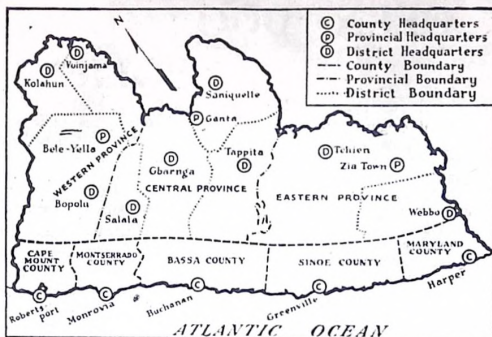 N
C County Headquarters
P Provincial Headquarters
D District Headquarters
County Boundary
Provincial Boundary
District Boundary
D Voinjama
D
Kolahun
D
Saniquelle
P
Ganta
Bele-Yella P
WESTERN PROVINCE
D
Bopolu
D
Salala
D
Gbarnga
CENTRAL PROVINCE
Tappita
D
D Tchien
Zia Town P
EASTERN PROVINCE
Webbo D
CAPE MOUNT COUNTY
MONTSERRADO COUNTY
BASSA COUNTY
SINOE COUNTY
MARYLAND COUNTY
C
C
C
C
C
Robertsport
Monrovia
Buchanan
Greenville
Harper
ATLANTIC OCEAN